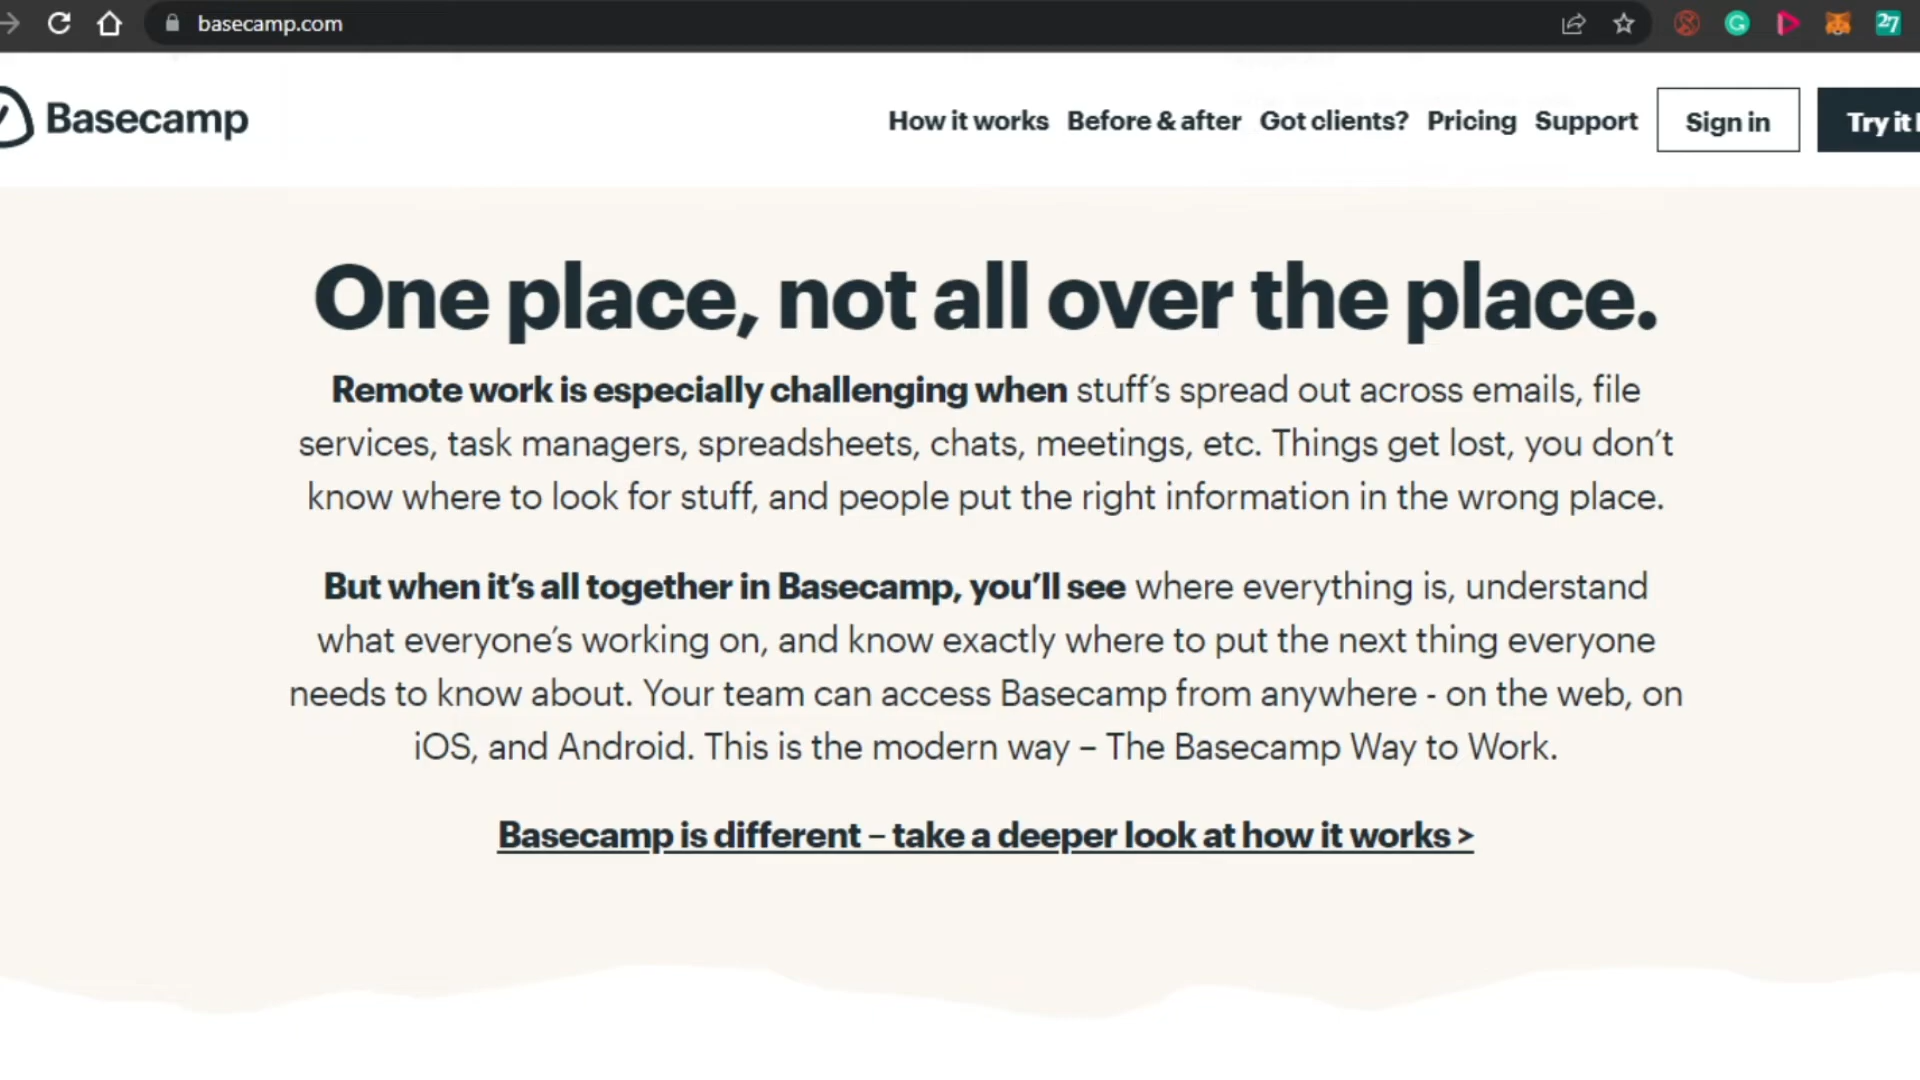 basecamp.com
27
Basecamp
How it works Before & after Got clients? Pricing Support Sign in Try it
One place, not all over the place.
Remote work is especially challenging when stuff’s spread out across emails, file
services, task managers, spreadsheets, chats, meetings, etc. Things get lost, you don’t
know where to look for stuff, and people put the right information in the wrong place.
But when it’s all together in Basecamp, you’ll see where everything is, understand
what everyone’s working on, and know exactly where to put the next thing everyone
needs to know about. Your team can access Basecamp from anywhere - on the web, on
iOS, and Android. This is the modern way – The Basecamp Way to Work.
Basecamp is different – take a deeper look at how it works >